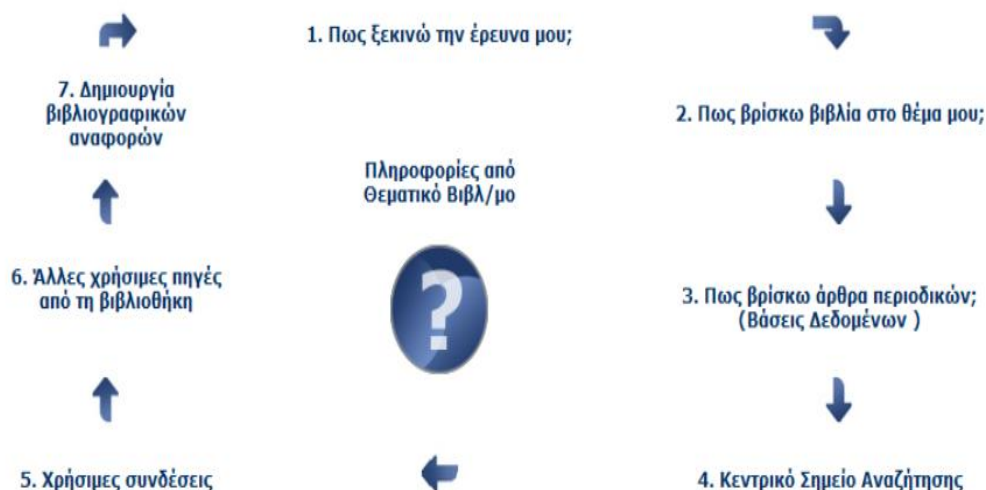 1. Πως ξεκινώ την έρευνα μου;
2. Πως βρίσκω βιβλία στο θέμα μου;
3. Πως βρίσκω άρθρα περιοδικών;
(Βάσεις Δεδομένων )
4. Κεντρικό Σημείο Αναζήτησης
5. Χρήσιμες συνδέσεις
6. Άλλες χρήσιμες πηγές
από τη βιβλιοθήκη
7. Δημιουργία
βιβλιογραφικών
αναφορών
Πληροφορίες από
Θεματικό Βιβλ/μο
?